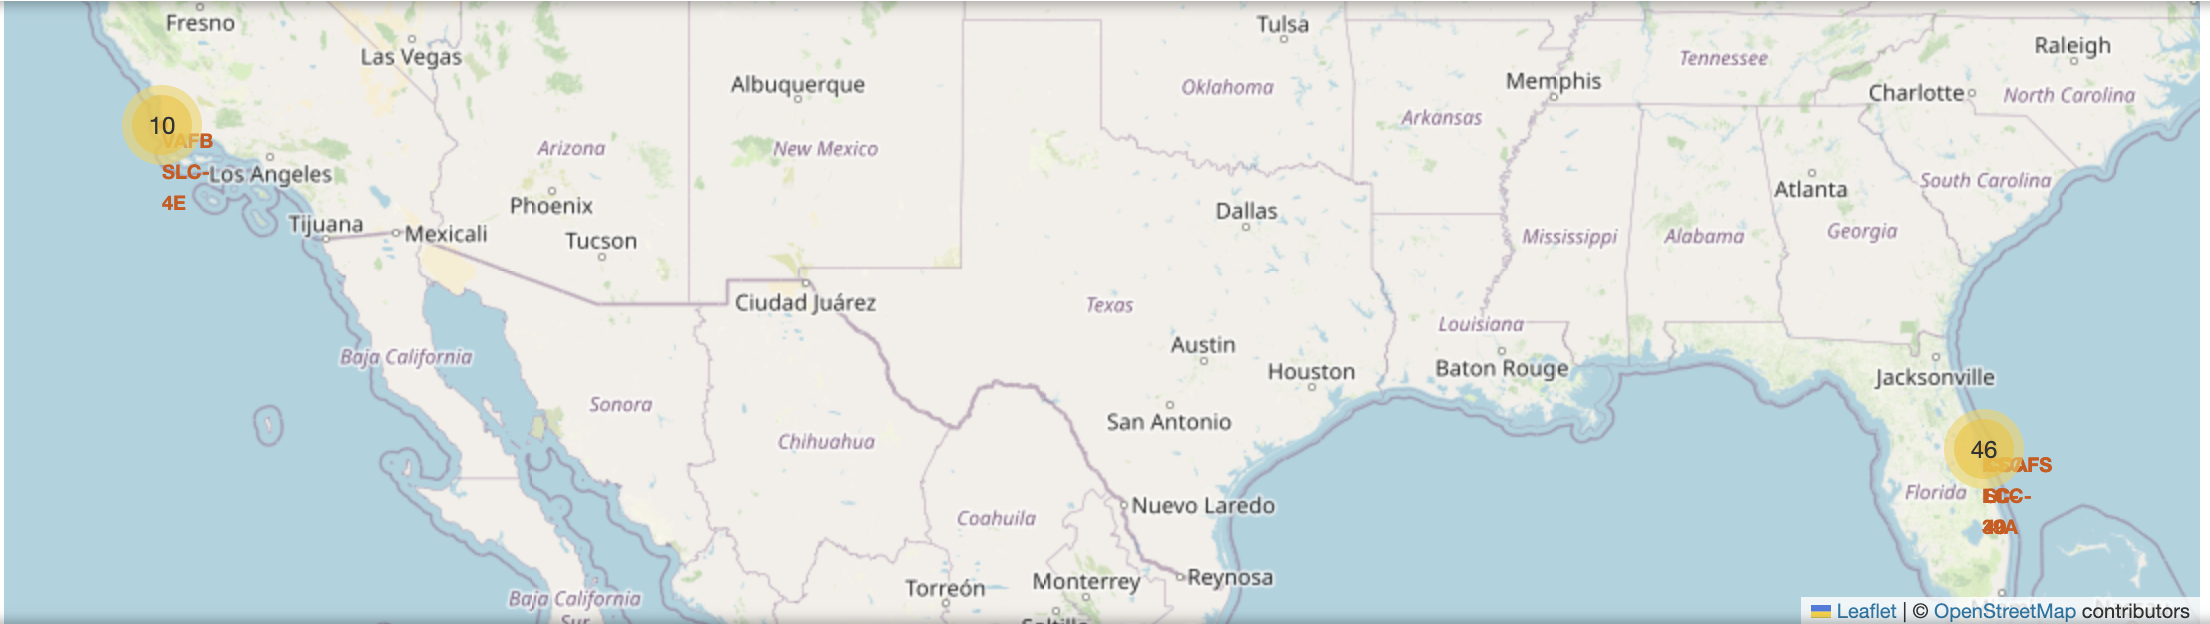 Fresno
Las Vegas
Tulsa
Tennessee
Raleigh
Albuquerque
Oklahoma
Memphis
Charlotte
North Carolina
Arkansas
10
VAFB
SLC-
4E
Los Angeles
Arizona
New Mexico
Phoenix
Dallas
Atlanta
South Carolina
Tijuana
Mexicali
Tucson
Mississippi
Alabama
Georgia
Ciudad Juárez
Texas
Louisiana
Baja California
Austin
Houston
Baton Rouge
Jacksonville
Sonora
San Antonio
Chihuahua
46
Florida
Coahuila
Nuevo Laredo
Torreón
Monterrey
Reynosa
Baja California
Sur
Saltillo
Leaflet | © OpenStreetMap contributors